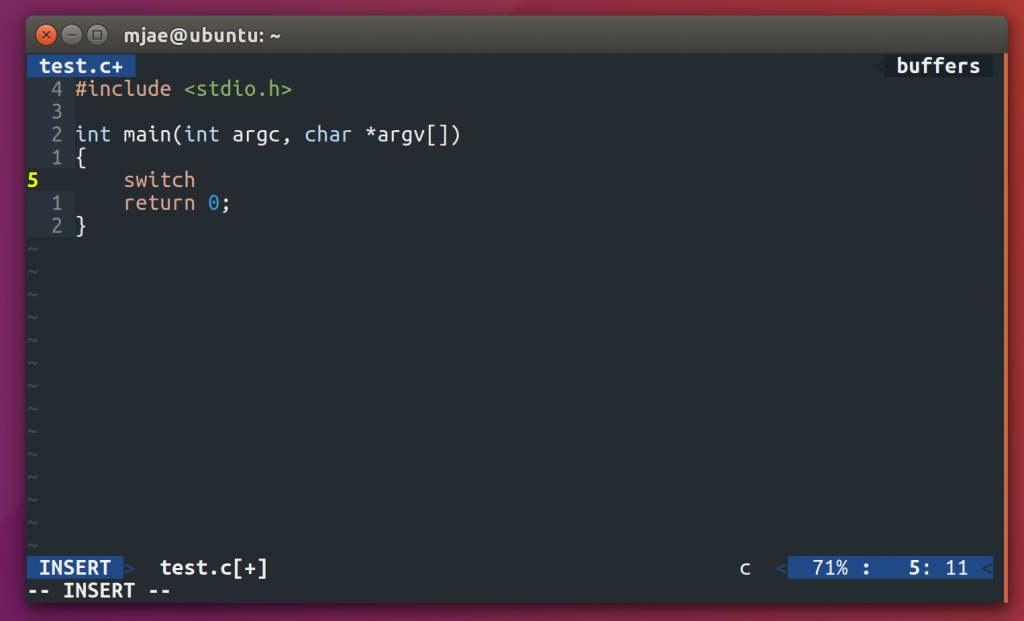 mjae@ubuntu: ~
test.c+ < buffers
4 #include <stdio.h>
3
2 int main(int argc, char *argv[])
1 {
5 switch
1 return 0;
2 }
~
~
~
~
~
~
~
~
~
~
~
~
~
~
INSERT > test.c[+] c < 71% : 5: 11 <
-- INSERT --